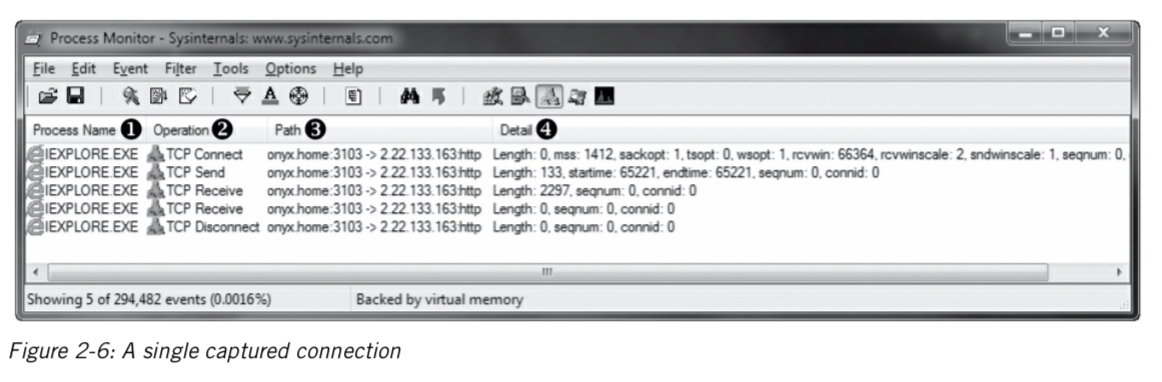 Process Monitor - Sysinternals: www.sysinternals.com
File Edit Event Filter Tools Options Help
Process Name 1 Operation 2 Path 3 Detail 4
IEXPLORE.EXE TCP Connect onyx.home:3103 -> 2.22.133.163:http Length: 0, mss: 1412, sackopt: 1, tsopt: 0, wsopt: 1, rcvwin: 66364, rcvwinscale: 2, sndwinscale: 1, seqnum: 0,
IEXPLORE.EXE TCP Send onyx.home:3103 -> 2.22.133.163:http Length: 133, startime: 65221, endtime: 65221, seqnum: 0, connid: 0
IEXPLORE.EXE TCP Receive onyx.home:3103 -> 2.22.133.163:http Length: 2297, seqnum: 0, connid: 0
IEXPLORE.EXE TCP Receive onyx.home:3103 -> 2.22.133.163:http Length: 0, seqnum: 0, connid: 0
IEXPLORE.EXE TCP Disconnect onyx.home:3103 -> 2.22.133.163:http Length: 0, seqnum: 0, connid: 0
Showing 5 of 294,482 events (0.0016%) Backed by virtual memory
Figure 2-6: A single captured connection